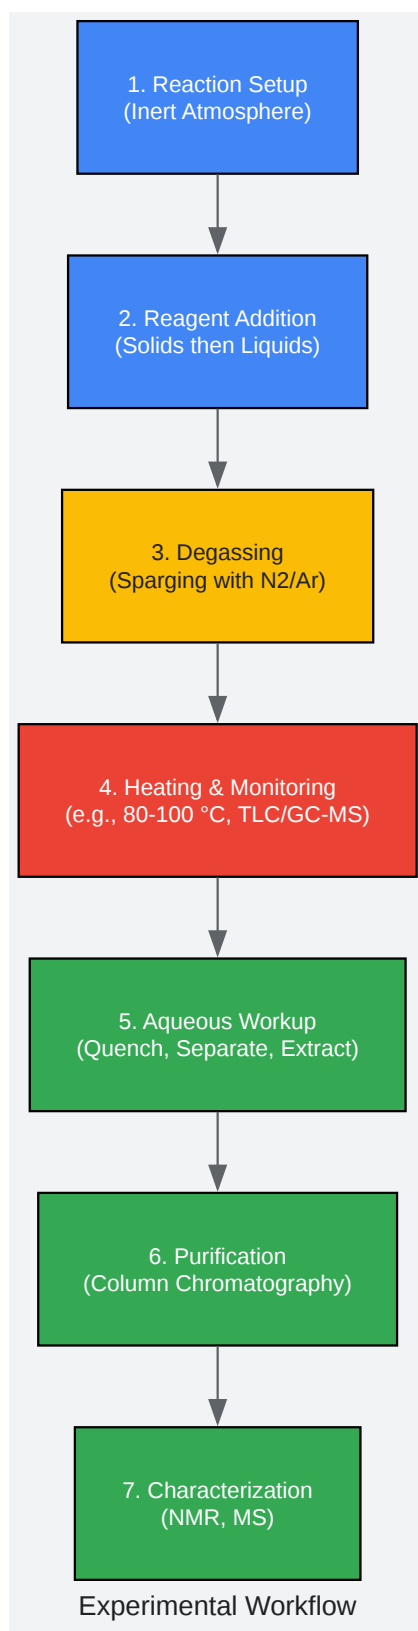 1. Reaction Setup
(Inert Atmosphere)
2. Reagent Addition
(Solids then Liquids)
3. Degassing
(Sparging with N2/Ar)
4. Heating & Monitoring
(e.g., 80-100 °C, TLC/GC-MS)
5. Aqueous Workup
(Quench, Separate, Extract)
6. Purification
(Column Chromatography)
7. Characterization
(NMR, MS)
Experimental Workflow